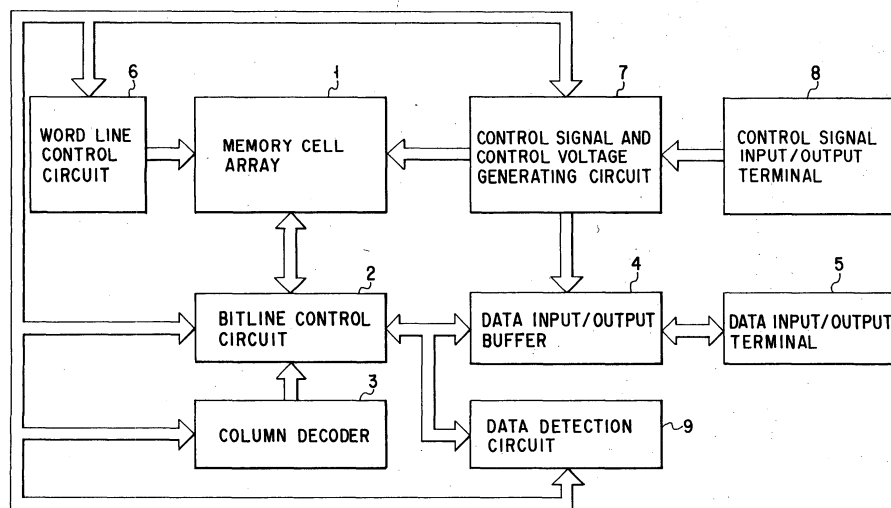 6
WORD LINE
CONTROL
CIRCUIT
1
MEMORY CELL
ARRAY
7
CONTROL SIGNAL AND
CONTROL VOLTAGE
GENERATING CIRCUIT
8
CONTROL SIGNAL
INPUT/OUTPUT
TERMINAL
2
BITLINE CONTROL
CIRCUIT
4
DATA INPUT/OUTPUT
BUFFER
5
DATA INPUT/OUTPUT
TERMINAL
3
COLUMN DECODER
DATA DETECTION
CIRCUIT
9